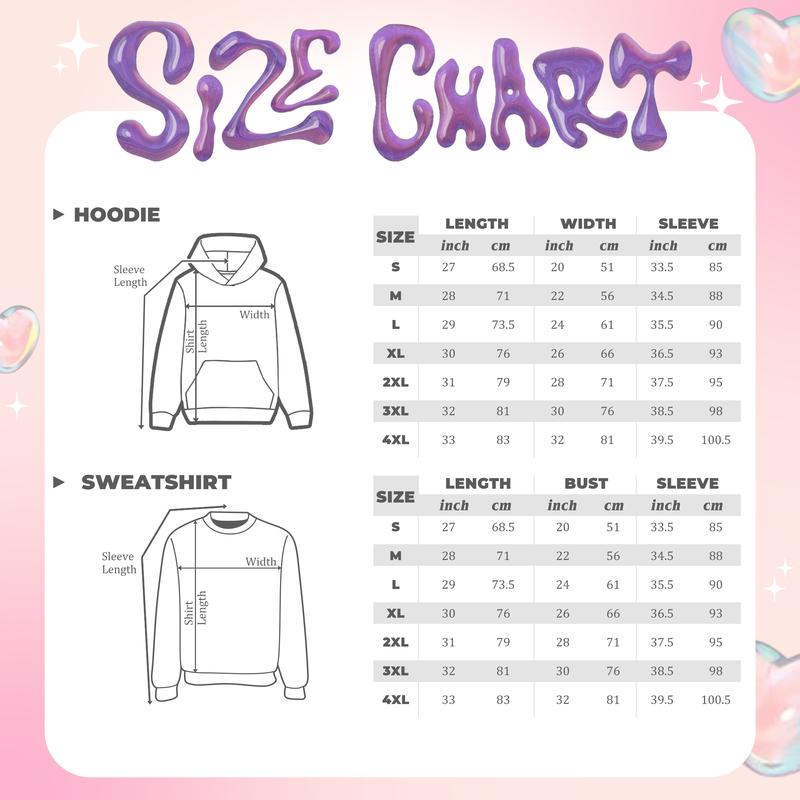 SIZE CHART
HOODIE
Sleeve
Length
Width
Shirt
Length
SIZE LENGTH WIDTH SLEEVE
inch cm inch cm inch cm
S 27 68.5 20 51 33.5 85
M 28 71 22 56 34.5 88
L 29 73.5 24 61 35.5 90
XL 30 76 26 66 36.5 93
2XL 31 79 28 71 37.5 95
3XL 32 81 30 76 38.5 98
4XL 33 83 32 81 39.5 100.5
SWEATSHIRT
Sleeve
Length
Width
Shirt
Length
SIZE LENGTH BUST SLEEVE
inch cm inch cm inch cm
S 27 68.5 20 51 33.5 85
M 28 71 22 56 34.5 88
L 29 73.5 24 61 35.5 90
XL 30 76 26 66 36.5 93
2XL 31 79 28 71 37.5 95
3XL 32 81 30 76 38.5 98
4XL 33 83 32 81 39.5 100.5